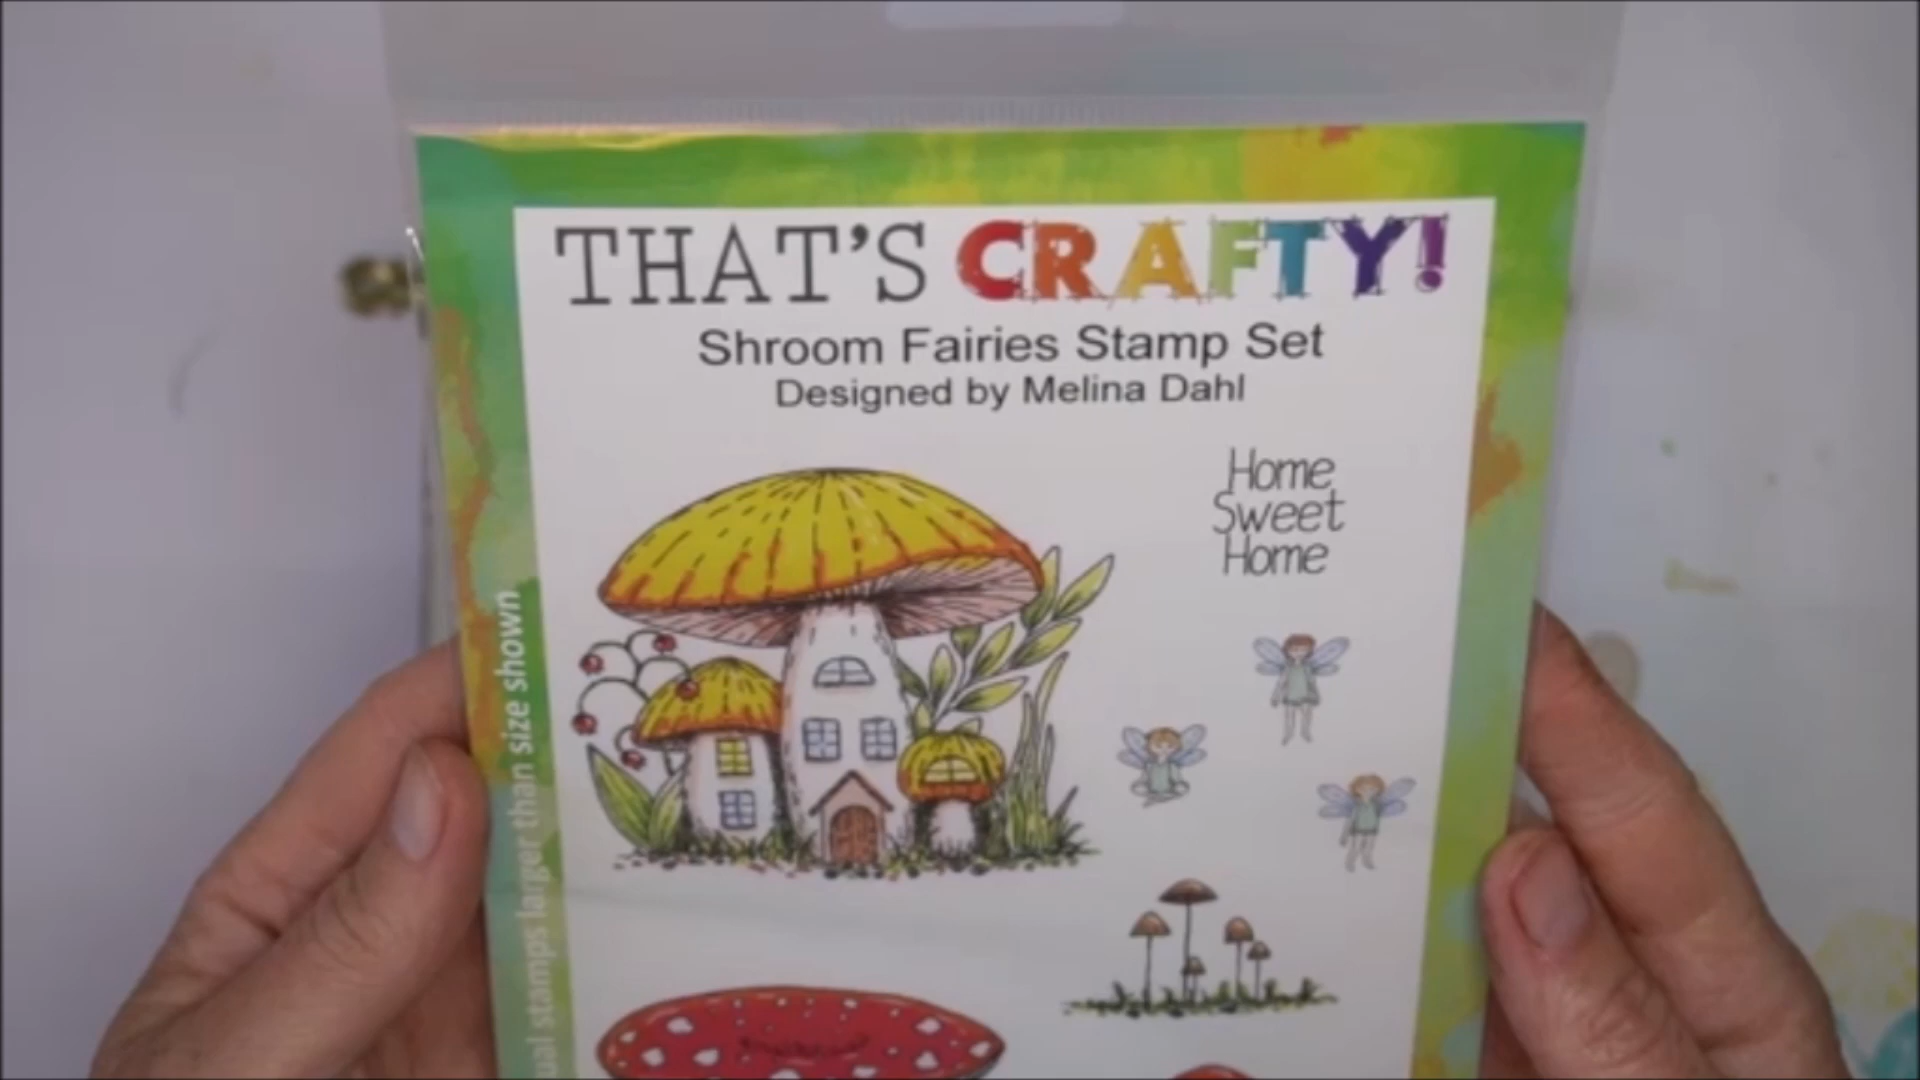 THAT'S CRAFTY!
Shroom Fairies Stamp Set
Designed by Melina Dahl
Home
Sweet
Home
stamps larger than size shown